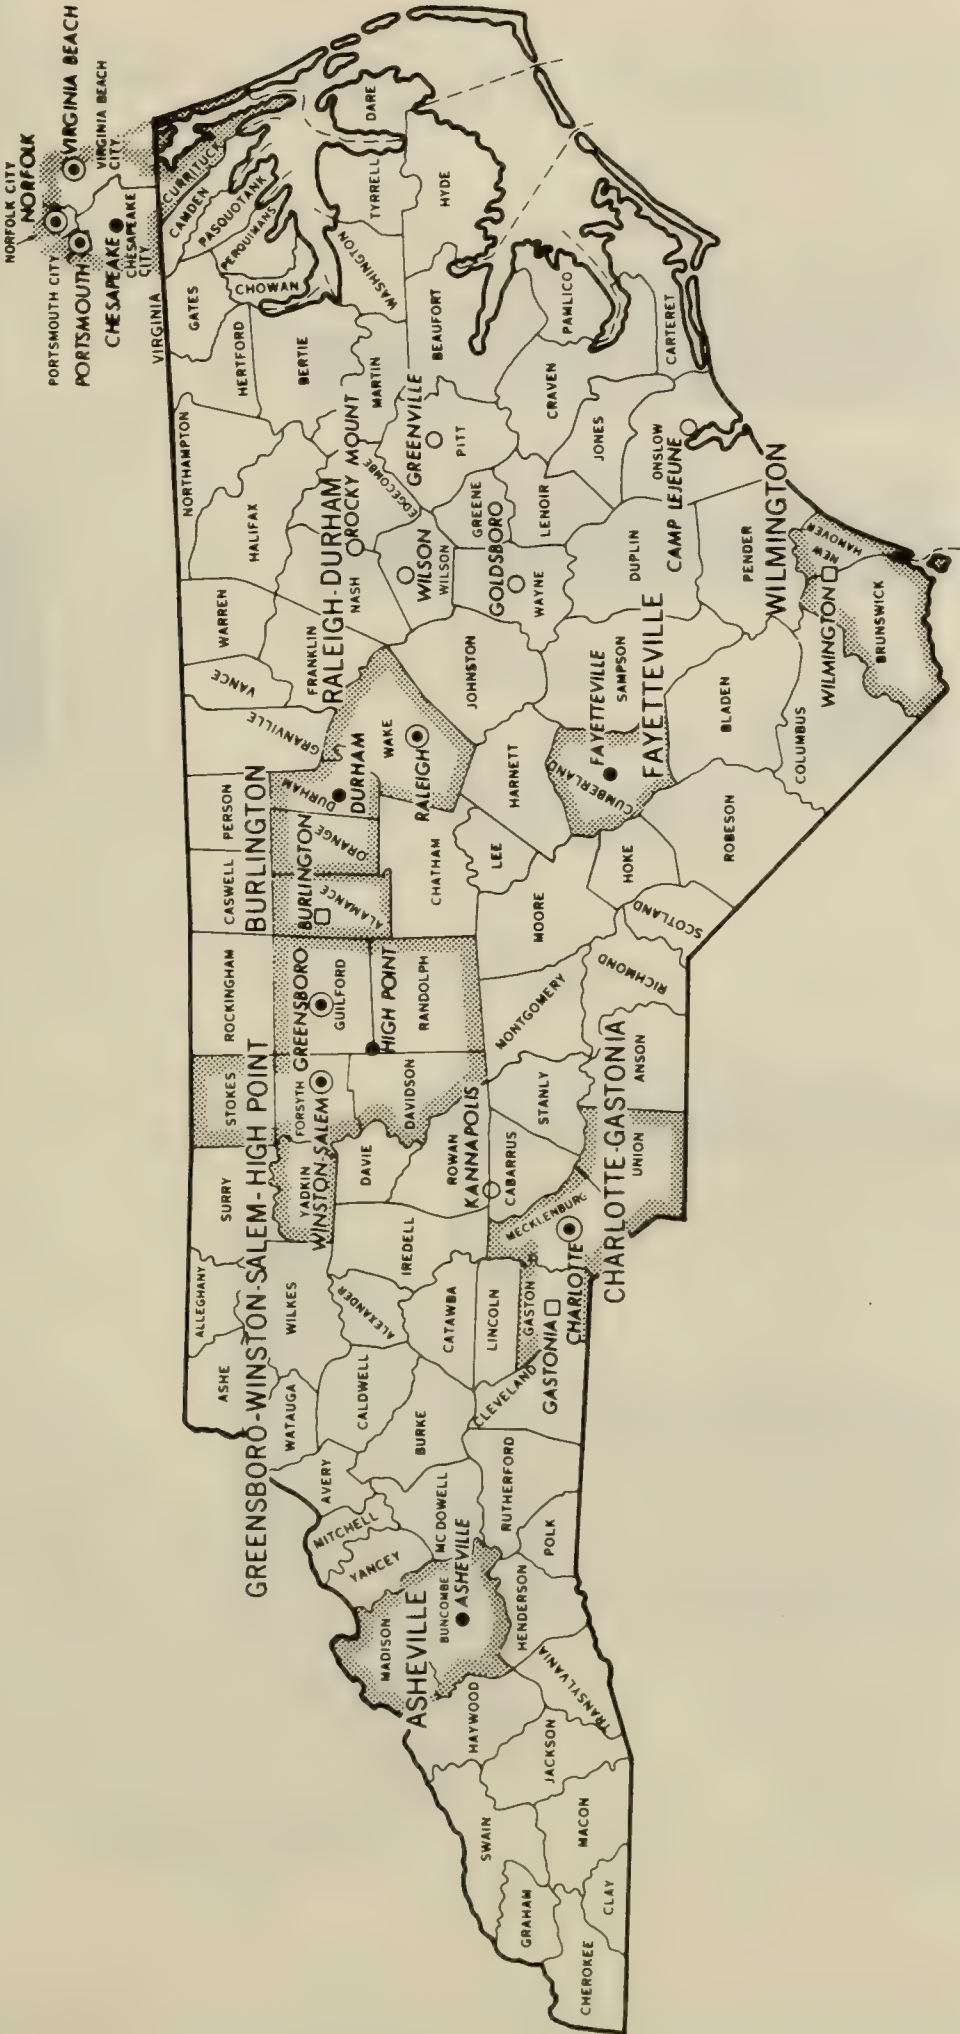 NORFOLK CITY
NORFOLK
VIRGINIA BEACH
VIRGINIA BEACH
CITY
PORTSMOUTH CITY
PORTSMOUTH
CHESAPEAKE
CHESAPEAKE
CITY
VIRGINIA
CURRITUCK
CAMDEN
PASQUOTANK
PERQUIMANS
CHOWAN
GATES
HERTFORD
BERTIE
NORTHAMPTON
HALIFAX
WARREN
VANCE
GRANVILLE
PERSON
CASWELL
ROCKINGHAM
STOKES
SURRY
ALLEGHANY
ASHE
GREENSBORO-WINSTON-SALEM-HIGH POINT
BURLINGTON
RALEIGH-DURHAM
DARE
TYRRELL
HYDE
WASHINGTON
MARTIN
BEAUFORT
ROCKY MOUNT
EDGECOMBE
NASH
FRANKLIN
GREENVILLE
PITT
WILSON
WILSON
GREENE
GOLDSBORO
WAYNE
LENOIR
CRAVEN
PAMLICO
CARTERET
JONES
ONSLOW
CAMP LEJEUNE
DUPLIN
PENDER
WILMINGTON
WILMINGTON
NEW
HANOVER
BRUNSWICK
COLUMBUS
BLADEN
SAMPSON
FAYETTEVILLE
FAYETTEVILLE
CUMBERLAND
JOHNSTON
HARNETT
WAKE
RALEIGH
DURHAM
DURHAM
ORANGE
BURLINGTON
ALAMANCE
CHATHAM
LEE
MOORE
HOKE
ROBESON
SCOTLAND
RICHMOND
MONTGOMERY
ANSON
STANLY
GREENSBORO
GUILFORD
HIGH POINT
RANDOLPH
DAVIDSON
FORSYTH
WINSTON-SALEM
YADKIN
DAVIE
ROWAN
KANNAPOLIS
CABARRUS
UNION
CHARLOTTE-GASTONIA
MECKLENBURG
CHARLOTTE
GASTON
GASTONIA
LINCOLN
CATAWBA
IREDELL
ALEXANDER
WILKES
WATAUGA
CALDWELL
BURKE
CLEVELAND
AVERY
MITCHELL
YANCEY
MC DOWELL
RUTHERFORD
POLK
HENDERSON
MADISON
BUNCOMBE
ASHEVILLE
ASHEVILLE
HAYWOOD
TRANSYLVANIA
JACKSON
SWAIN
MACON
GRAHAM
CLAY
CHEROKEE